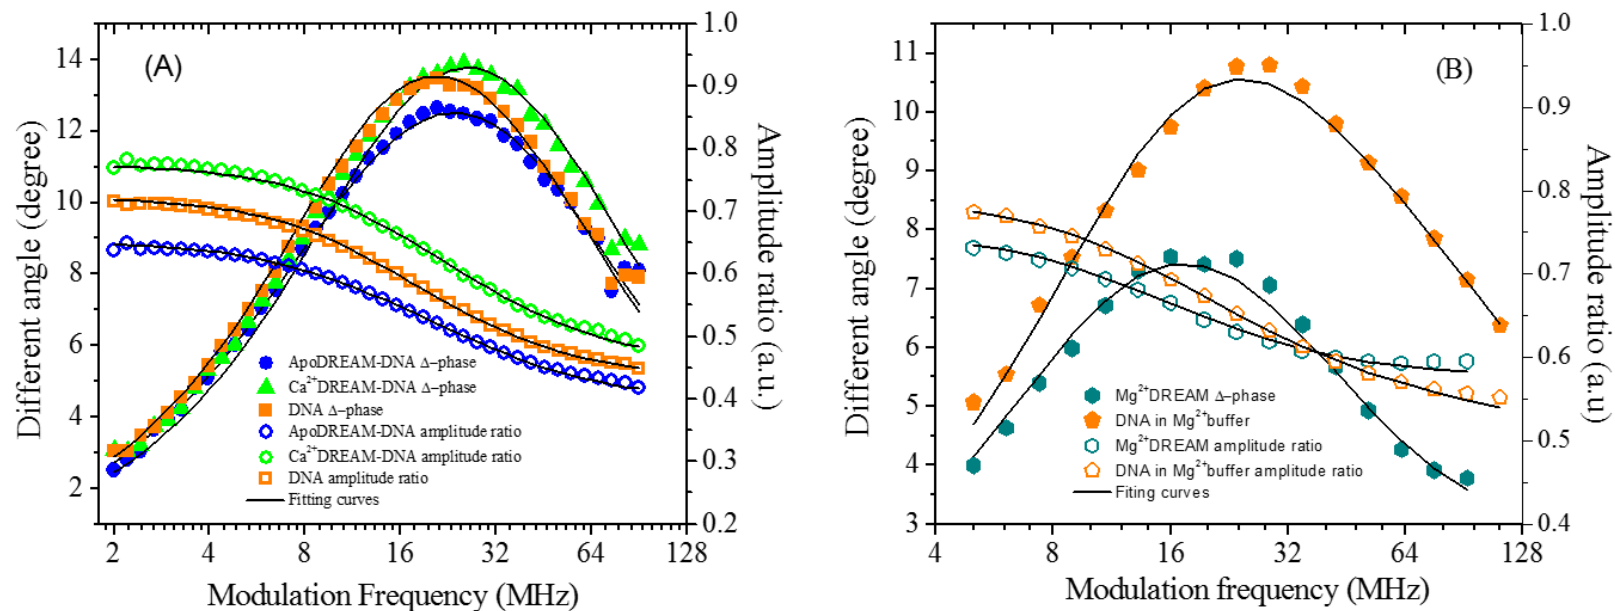 (A)
14
12
10
8
6
4
2
Different angle (degree)
1.0
0.9
0.8
0.7
0.6
0.5
0.4
0.3
0.2
Amplitude ratio (a.u.)
ApoDREAM-DNA Δ–phase
Ca²⁺DREAM-DNA Δ–phase
DNA Δ–phase
ApoDREAM-DNA amplitude ratio
Ca²⁺DREAM-DNA amplitude ratio
DNA amplitude ratio
Fitting curves
2 4 8 16 32 64 128
Modulation Frequency (MHz)
(B)
11
10
9
8
7
6
5
4
3
Different angle (degree)
1.0
0.9
0.8
0.7
0.6
0.5
0.4
Amplitude ratio (a.u)
Mg²⁺DREAM Δ–phase
DNA in Mg²⁺buffer
Mg²⁺DREAM amplitude ratio
DNA in Mg²⁺buffer amplitude ratio
Fiting curves
4 8 16 32 64 128
Modulation frequency (MHz)